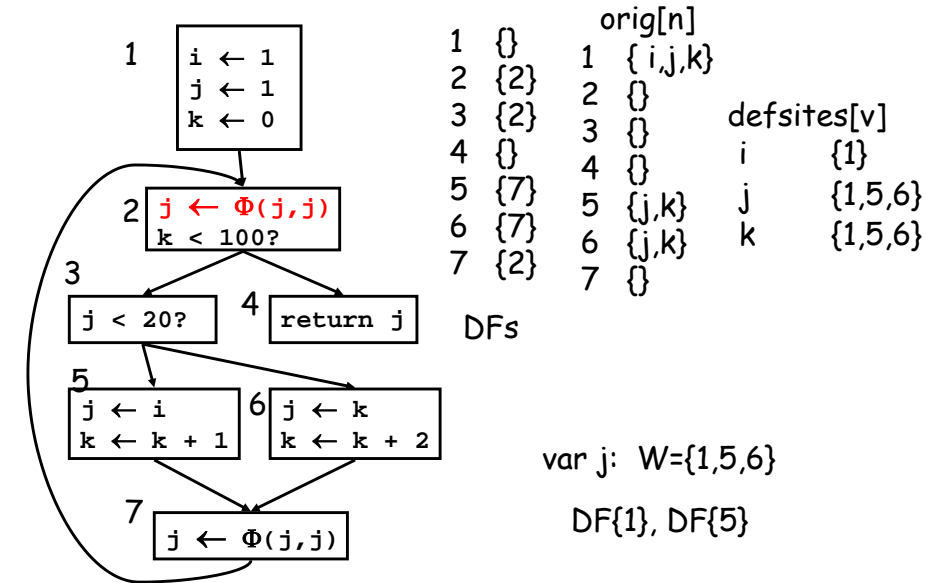 1
i ← 1
j ← 1
k ← 0
2
j ← Φ(j,j)
k < 100?
3
j < 20?
4
return j
5
j ← i
k ← k + 1
6
j ← k
k ← k + 2
7
j ← Φ(j,j)
1 {}
2 {2}
3 {2}
4 {}
5 {7}
6 {7}
7 {2}
DFs
orig[n]
1 { i,j,k}
2 {}
3 {}
4 {}
5 {j,k}
6 {j,k}
7 {}
defsites[v]
i {1}
j {1,5,6}
k {1,5,6}
var j: W={1,5,6}
DF{1}, DF{5}